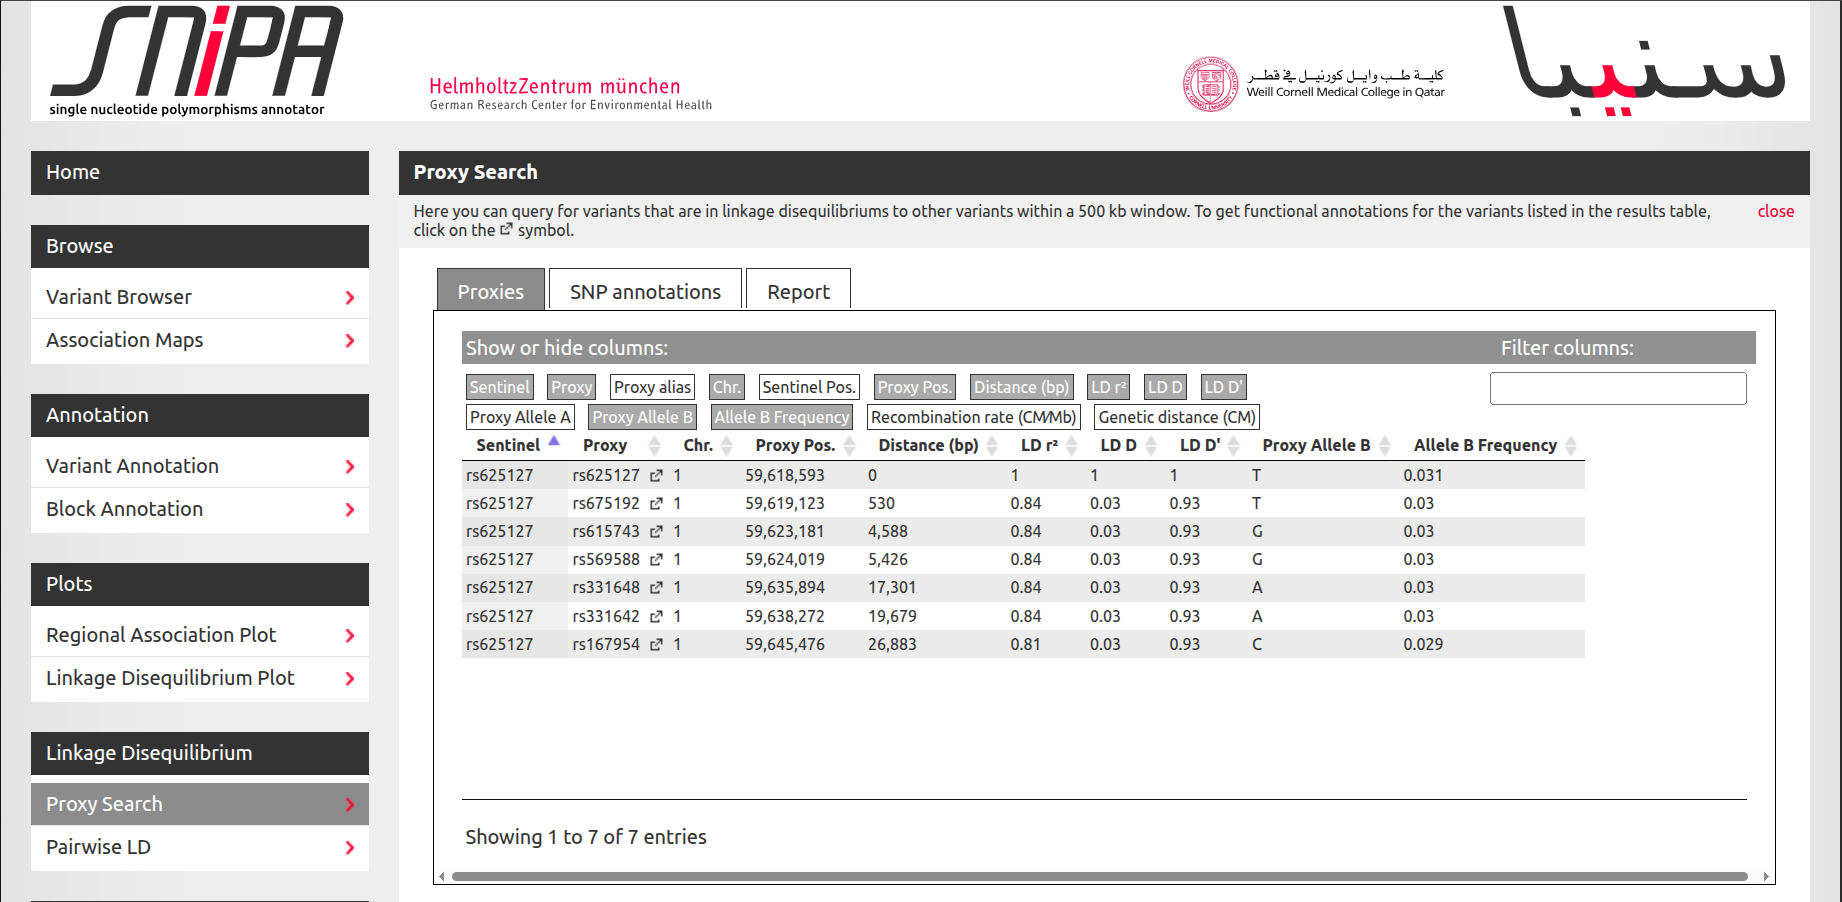 SNiPA
single nucleotide polymorphisms annotator
HelmholtzZentrum münchen
German Research Center for Environmental Health
كلية طب وايل كورنيل في قطر
Weill Cornell Medical College in Qatar
سنيبا
Home
Browse
Variant Browser
Association Maps
Annotation
Variant Annotation
Block Annotation
Plots
Regional Association Plot
Linkage Disequilibrium Plot
Linkage Disequilibrium
Proxy Search
Pairwise LD
Proxy Search
Here you can query for variants that are in linkage disequilibriums to other variants within a 500 kb window. To get functional annotations for the variants listed in the results table, close
click on the symbol.
Proxies SNP annotations Report
Show or hide columns: Filter columns:
Sentinel Proxy Proxy alias Chr. Sentinel Pos. Proxy Pos. Distance (bp) LD r² LD D LD D'
Proxy Allele A Proxy Allele B Allele B Frequency Recombination rate (CM/Mb) Genetic distance (CM)
Sentinel Proxy Chr. Proxy Pos. Distance (bp) LD r² LD D LD D' Proxy Allele B Allele B Frequency
rs625127 rs625127 1 59,618,593 0 1 1 1 T 0.031
rs625127 rs675192 1 59,619,123 530 0.84 0.03 0.93 T 0.03
rs625127 rs615743 1 59,623,181 4,588 0.84 0.03 0.93 G 0.03
rs625127 rs569588 1 59,624,019 5,426 0.84 0.03 0.93 G 0.03
rs625127 rs331648 1 59,635,894 17,301 0.84 0.03 0.93 A 0.03
rs625127 rs331642 1 59,638,272 19,679 0.84 0.03 0.93 A 0.03
rs625127 rs167954 1 59,645,476 26,883 0.81 0.03 0.93 C 0.029
Showing 1 to 7 of 7 entries